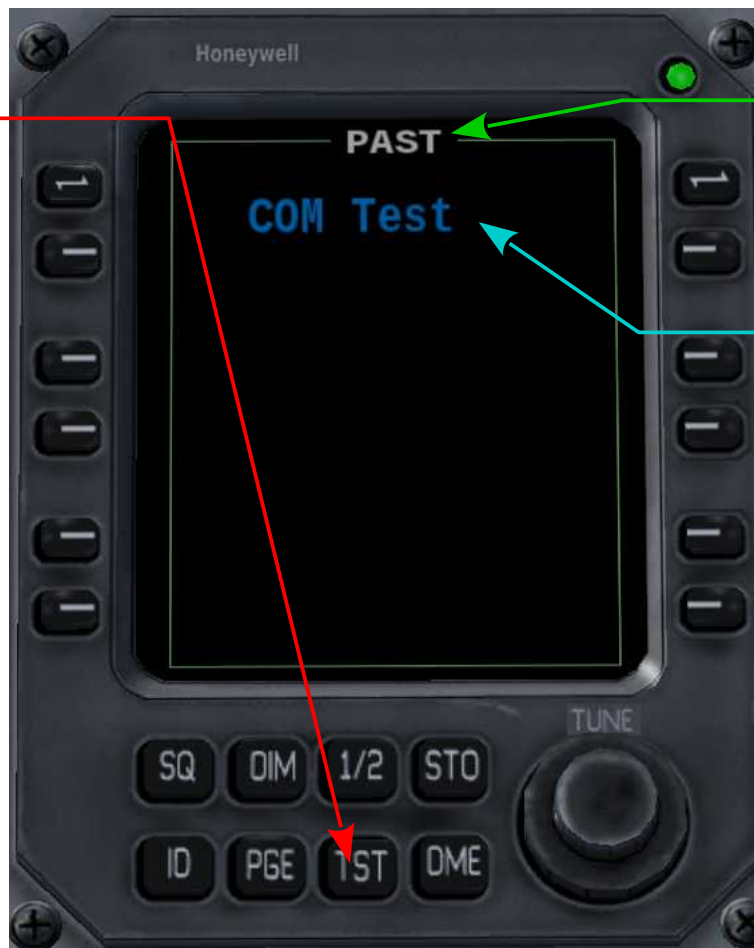 Honeywell
PAST
COM Test
TUNE
SQ DIM 1/2 STO
ID PGE TST DME